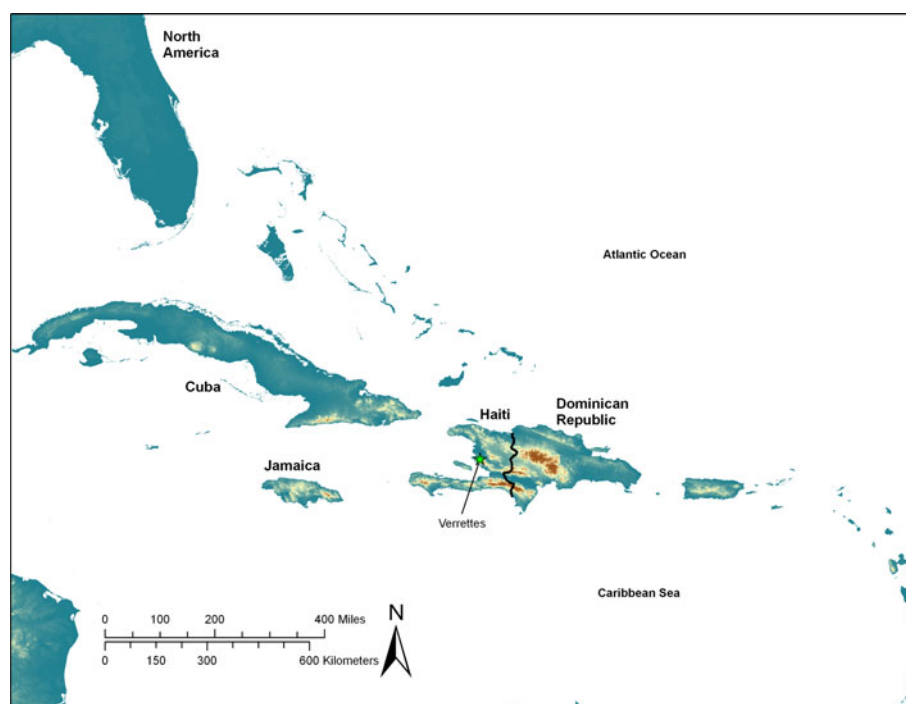 North
America
Atlantic Ocean
Cuba
Haiti
Dominican
Republic
Jamaica
Verrettes
Caribbean Sea
0 100 200 400 Miles
0 150 300 600 Kilometers
N